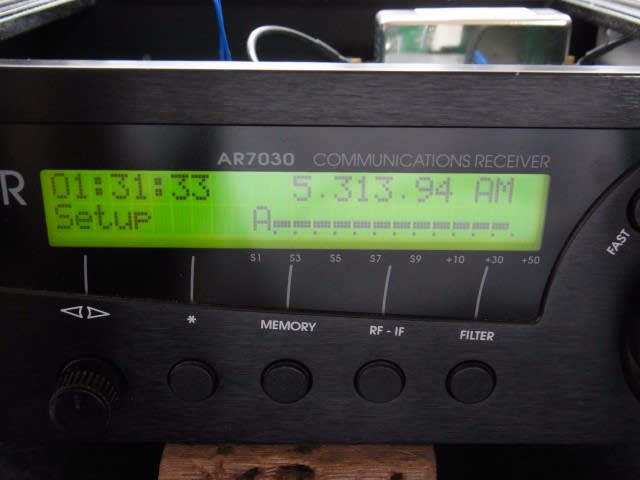 AR7030 COMMUNICATIONS RECEIVER
R
01:31:33 5.313.94 AM
Setup A
S1 S3 S5 S7 S9 +10 +30 +50
FAST
* MEMORY RF - IF FILTER